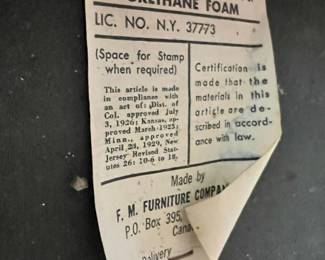 URETHANE FOAM
LIC. NO. N.Y. 37773
(Space for Stamp
when required)
This article is made
in compliance with
an act of: Dist. of
Col. approved July
3, 1926; Kansas, ap-
proved March 1923;
Minn., approved
April 24, 1929, New
Jersey Revised Stat-
utes 26: 10-6 to 18.
Certification is
made that the
materials in this
article are de-
scribed in accord-
ance with law.
Made by
F. M. FURNITURE COMPAN
P.O. Box 395,
Cana
Delivery